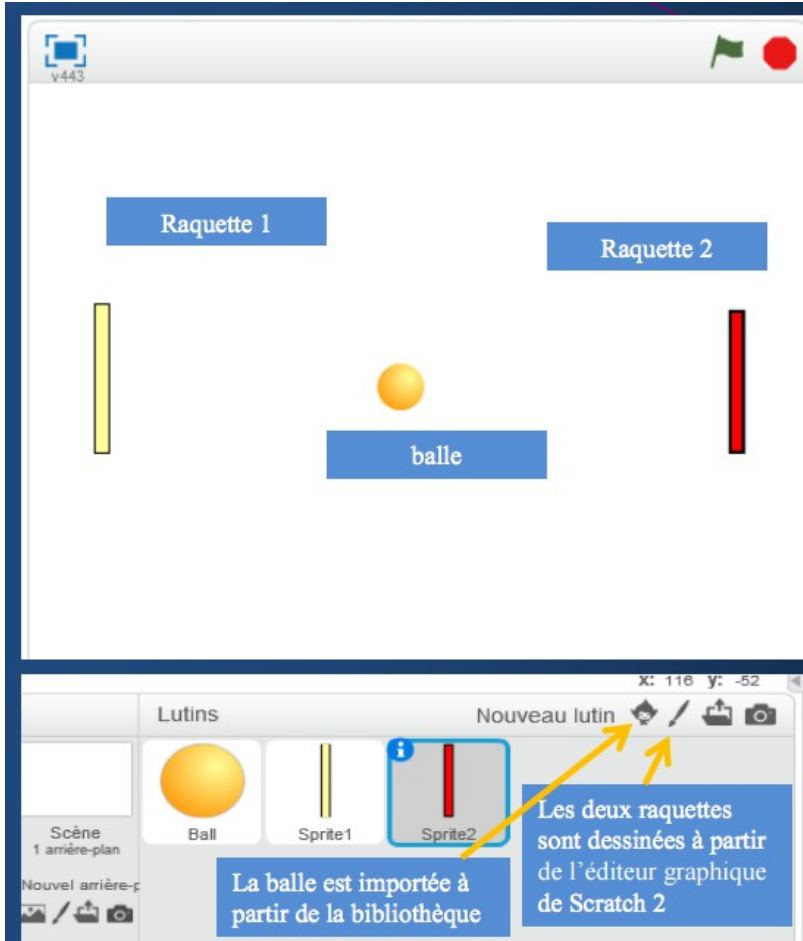 v443
Raquette 1
Raquette 2
balle
x: 116 y: -52
Lutins
Nouveau lutin
Ball
Sprite1
Sprite2
Scène
1 arrière-plan
Nouvel arrière-p
La balle est importée à
partir de la bibliothèque
Les deux raquettes
sont dessinées à partir
de l'éditeur graphique
de Scratch 2